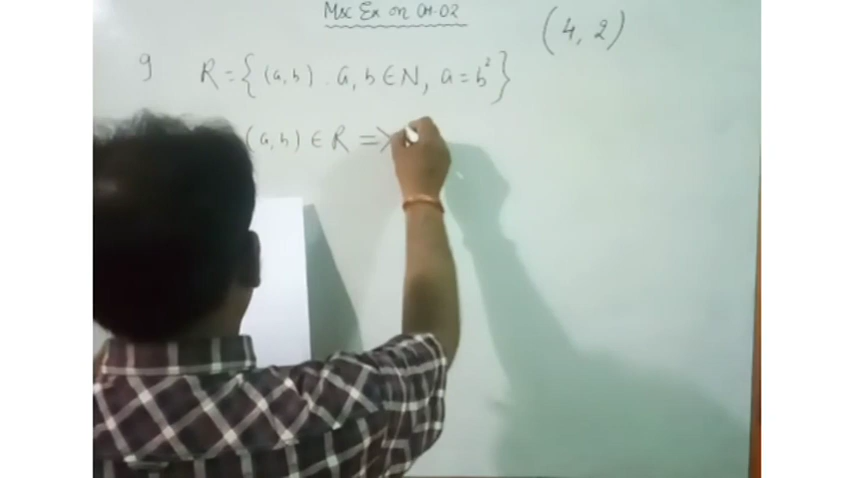 Misc Ex on CH-02
(4, 2)
9 R = { (a, b) : a, b ∈ N, a = b² }
(a, b) ∈ R =>